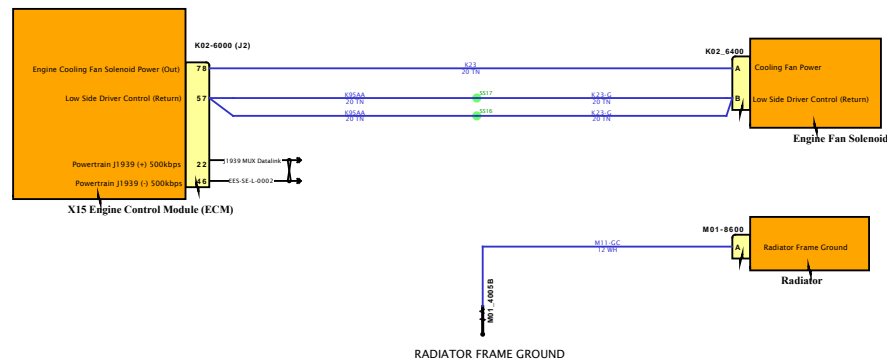 K02-6000 (J2)
Engine Cooling Fan Solenoid Power (Out)
78
K23
20 TN
K02_6400
A
Cooling Fan Power
Low Side Driver Control (Return)
57
K95AA
20 TN
SS17
K23-G
20 TN
B
Low Side Driver Control (Return)
K95AA
20 TN
SS16
K23-G
20 TN
Engine Fan Solenoid
Powertrain J1939 (+) 500kbps
22
J1939 MUX Datalink
Powertrain J1939 (-) 500kbps
46
EES-SE-L-0002
X15 Engine Control Module (ECM)
M01-8600
M11-GC
12 WH
A
Radiator Frame Ground
Radiator
M01_4005B
RADIATOR FRAME GROUND